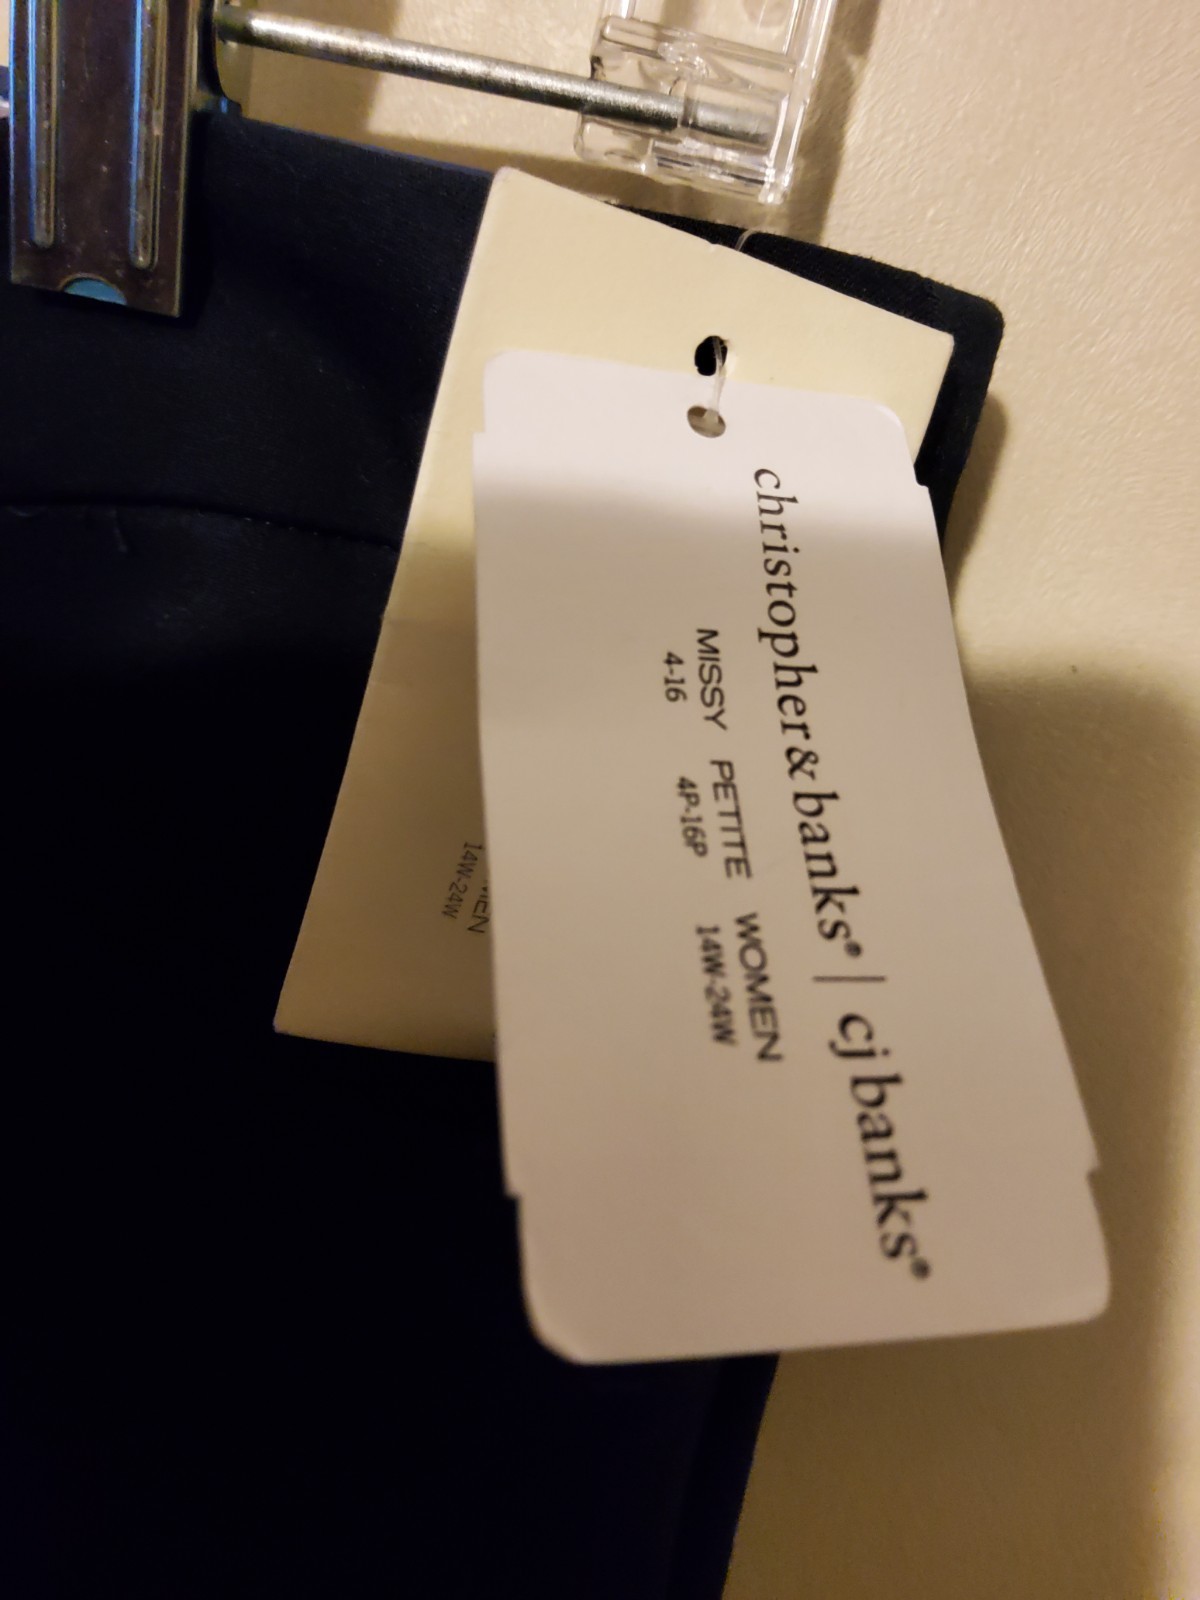 christopher&banks® | cj banks®
MISSY PETITE WOMEN
4-16 4P-16P 14W-24W
14W-24W